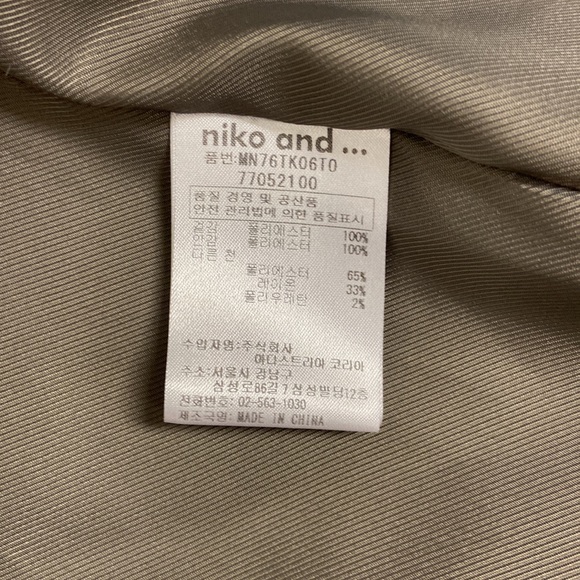 niko and ...
품번:MN76TK06T0
77052100
품질 경영 및 공산품
안전 관리법에 의한 품질표시
겉감 폴리에스터 100%
안감 폴리에스터 100%
다른 천
폴리에스터 65%
레이온 33%
폴리우레탄 2%
수입자명:주식회사
아다스트리아 코리아
주소:서울시 강남구
삼성로86길7 삼성빌딩12층
전화번호: 02-563-1030
제조국명: MADE IN CHINA